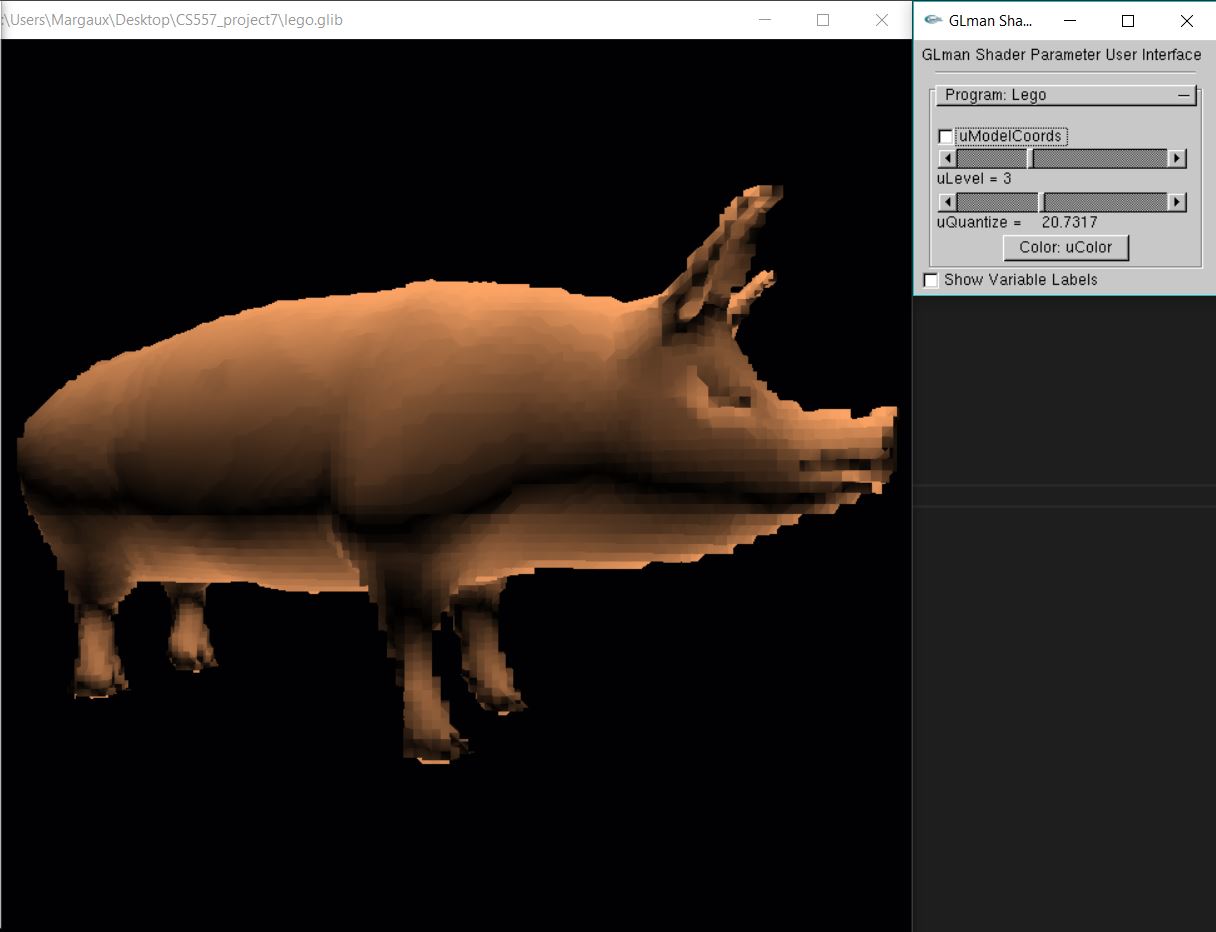 :\Users\Margaux\Desktop\CS557_project7\lego.glib
GLman Sha...
GLman Shader Parameter User Interface
Program: Lego
uModelCoords
uLevel = 3
uQuantize = 20.7317
Color: uColor
Show Variable Labels